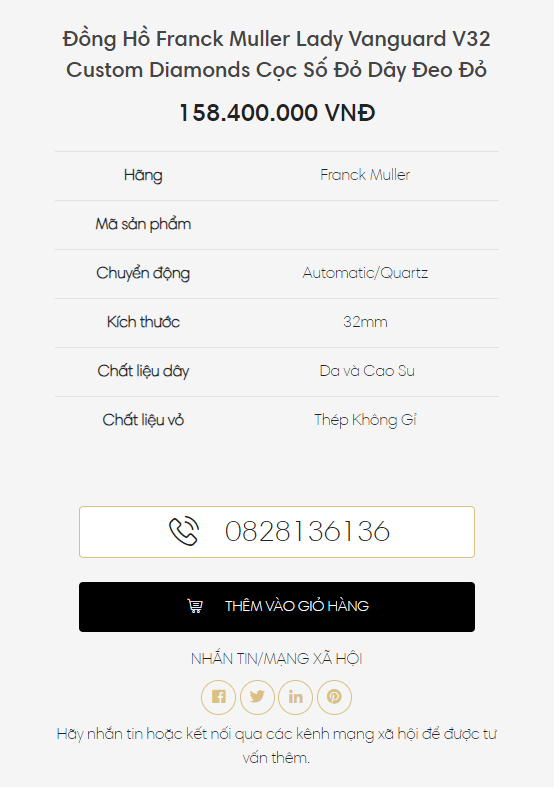 Đồng Hồ Franck Muller Lady Vanguard V32
Custom Diamonds Cọc Số Đỏ Dây Đeo Đỏ
158.400.000 VNĐ
Hãng Franck Muller
Mã sản phẩm
Chuyển động Automatic/Quartz
Kích thước 32mm
Chất liệu dây Da và Cao Su
Chất liệu vỏ Thép Không Gỉ
0828136136
THÊM VÀO GIỎ HÀNG
NHẮN TIN/MẠNG XÃ HỘI
Hãy nhắn tin hoặc kết nối qua các kênh mạng xã hội để được tư
vấn thêm.